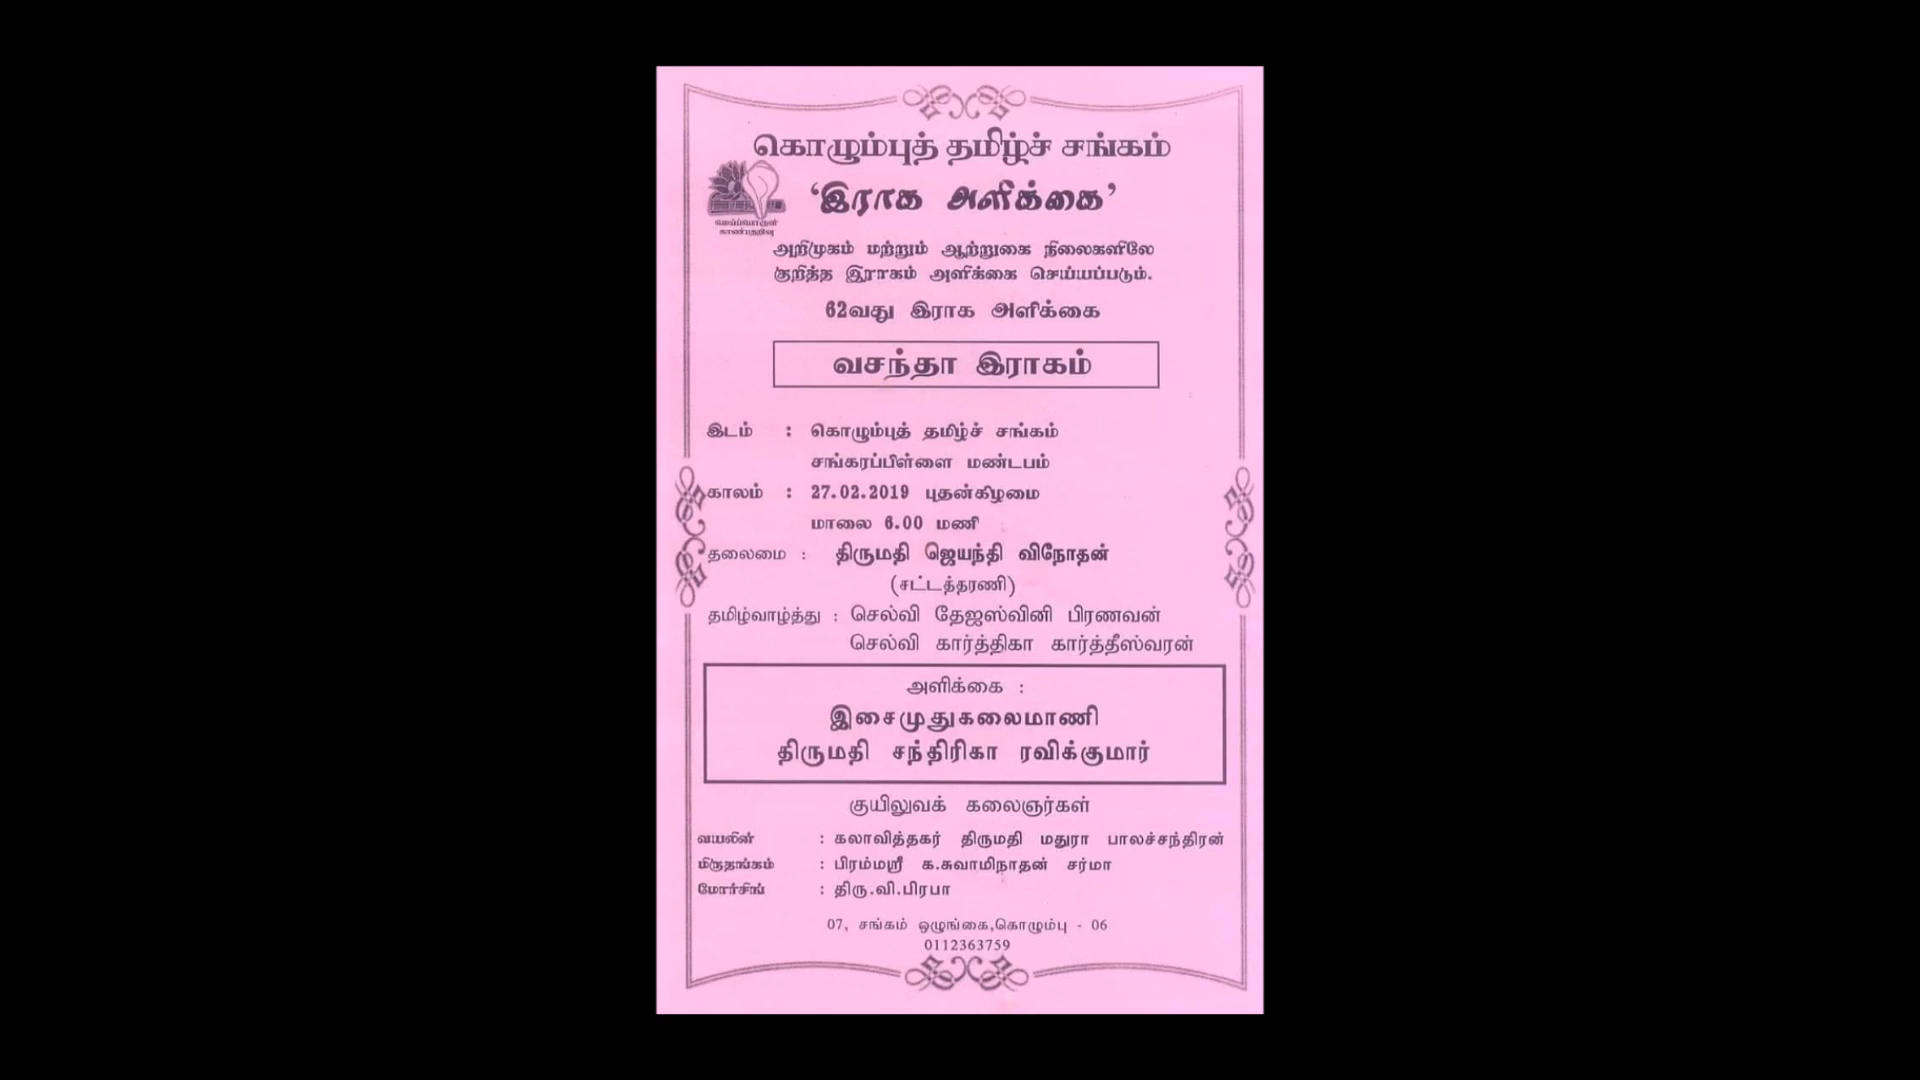 கொழும்புத் தமிழ்ச் சங்கம்
‘இராக அளிக்கை’
மெய்ப்பொருள்
காண்பதறிவு
அறிமுகம் மற்றும் ஆற்றுகை நிலைகளிலே
குறித்த இராகம் அளிக்கை செய்யப்படும்.
62வது இராக அளிக்கை
வசந்தா இராகம்
இடம் : கொழும்புத் தமிழ்ச் சங்கம்
சங்கரப்பிள்ளை மண்டபம்
காலம் : 27.02.2019 புதன்கிழமை
மாலை 6.00 மணி
தலைமை : திருமதி ஜெயந்தி விநோதன்
(சட்டத்தரணி)
தமிழ்வாழ்த்து : செல்வி தேஜஸ்வினி பிரணவன்
செல்வி கார்த்திகா கார்த்தீஸ்வரன்
அளிக்கை :
இசைமுதுகலைமாணி
திருமதி சந்திரிகா ரவிக்குமார்
குயிலுவக் கலைஞர்கள்
வயலின் : கலாவித்தகர் திருமதி மதுரா பாலச்சந்திரன்
மிருதங்கம் : பிரம்மஸ்ரீ க.சுவாமிநாதன் சர்மா
மோர்சிங் : திரு.வி.பிரபா
07, சங்கம் ஒழுங்கை,கொழும்பு - 06
0112363759